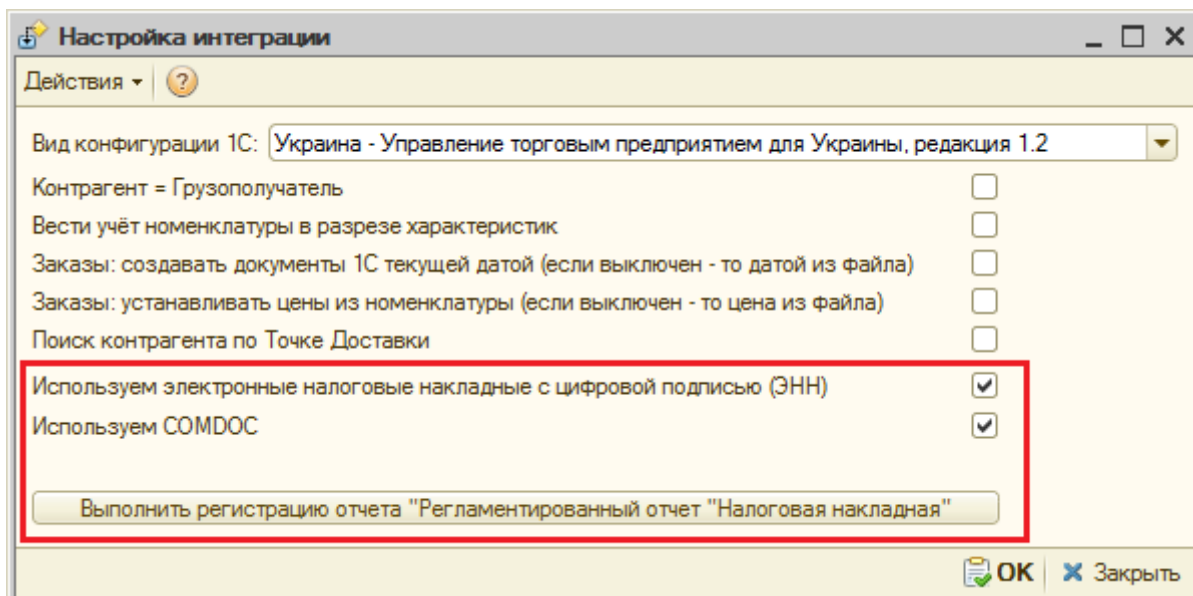 Настройка интеграции
Действия
Вид конфигурации 1С: Украина - Управление торговым предприятием для Украины, редакция 1.2
Контрагент = Грузополучатель
Вести учёт номенклатуры в разрезе характеристик
Заказы: создавать документы 1С текущей датой (если выключен - то датой из файла)
Заказы: устанавливать цены из номенклатуры (если выключен - то цена из файла)
Поиск контрагента по Точке Доставки
Используем электронные налоговые накладные с цифровой подписью (ЭНН)
Используем COMDOC
Выполнить регистрацию отчета "Регламентированный отчет "Налоговая накладная"
OK Закрыть